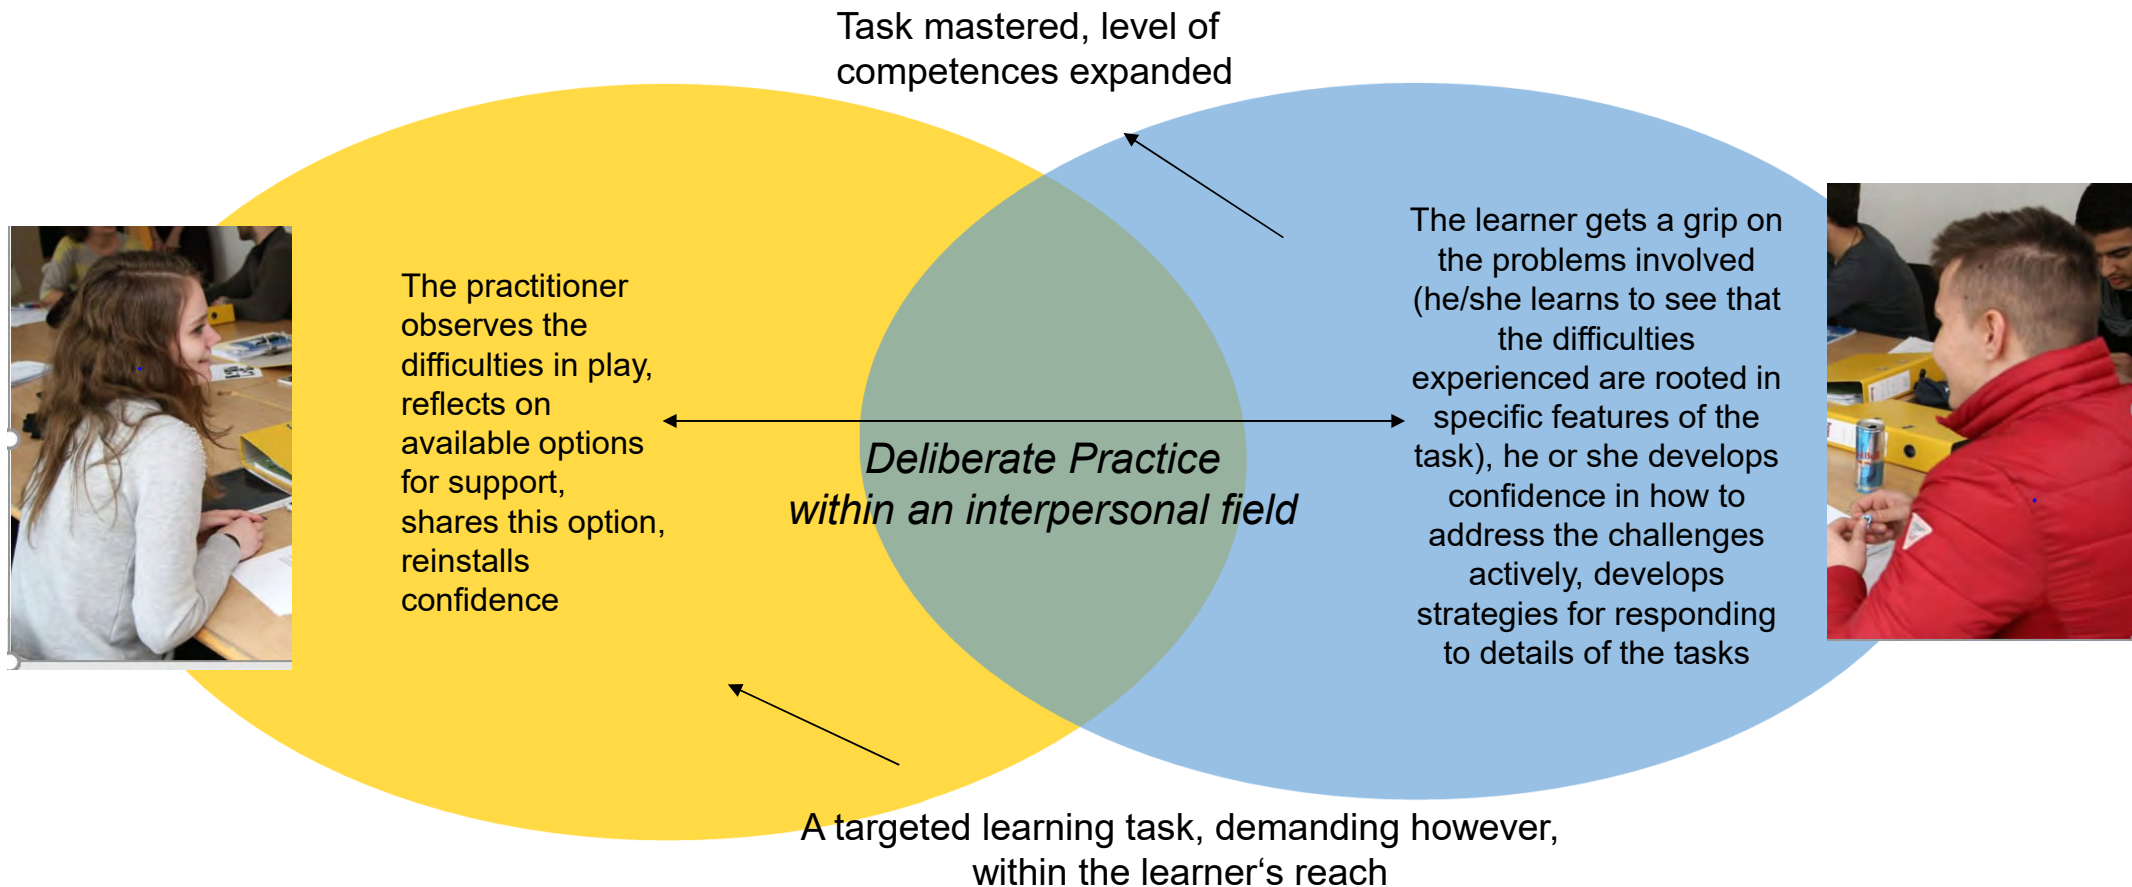 Task mastered, level of
competences expanded
The practitioner
observes the
difficulties in play,
reflects on
available options
for support,
shares this option,
reinstalls
confidence
Deliberate Practice
within an interpersonal field
The learner gets a grip on
the problems involved
(he/she learns to see that
the difficulties
experienced are rooted in
specific features of the
task), he or she develops
confidence in how to
address the challenges
actively, develops
strategies for responding
to details of the tasks
A targeted learning task, demanding however,
within the learner‘s reach